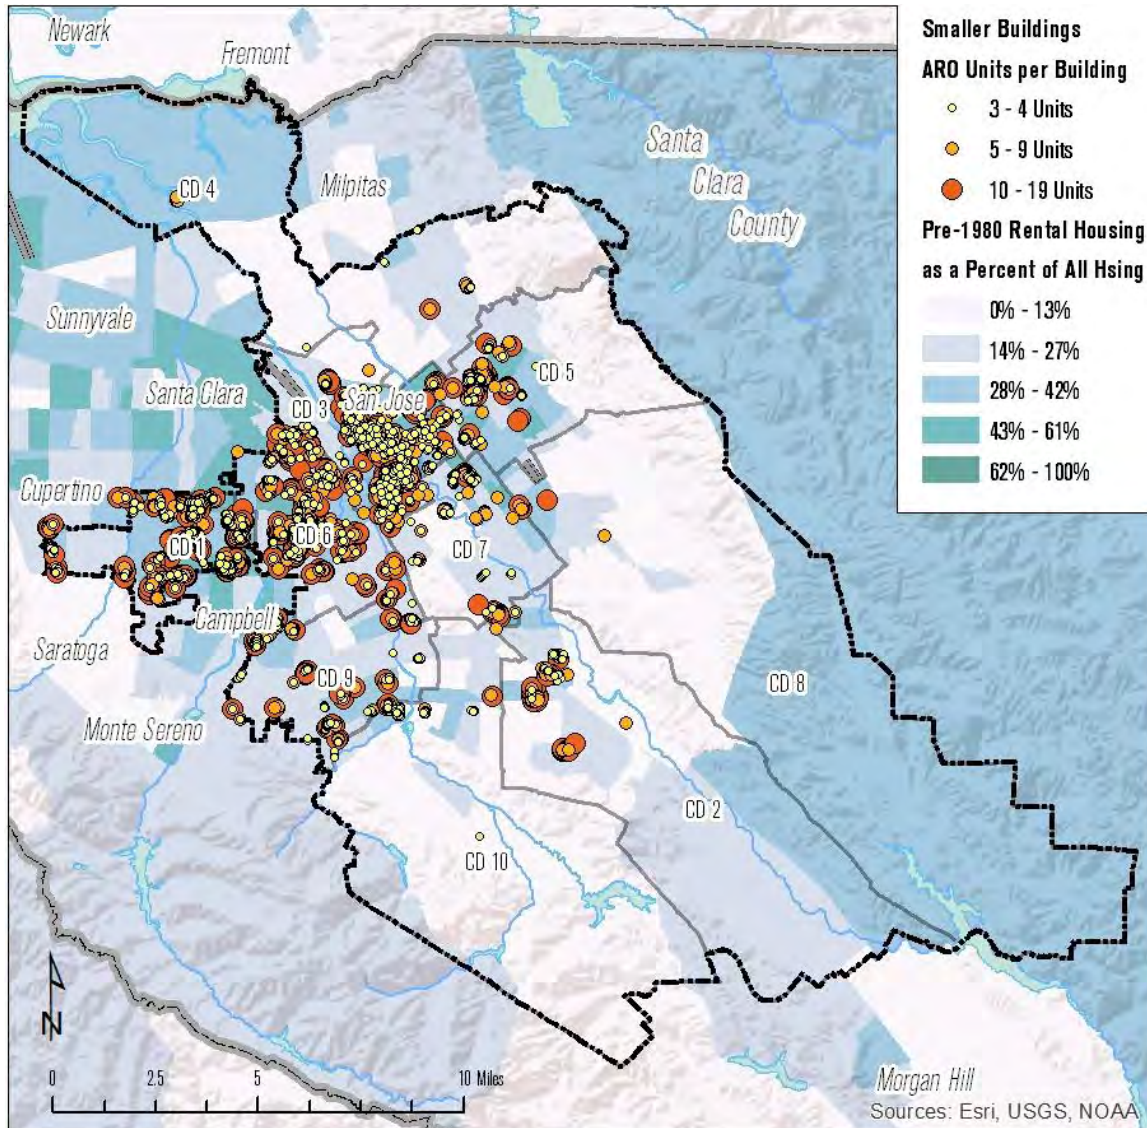 Newark
Fremont
Smaller Buildings
ARO Units per Building
3 - 4 Units
5 - 9 Units
10 - 19 Units
Pre-1980 Rental Housing
as a Percent of All Hsing
0% - 13%
14% - 27%
28% - 42%
43% - 61%
62% - 100%
Santa
Clara
County
CD 4
Milpitas
Sunnyvale
Santa Clara
CD 3
San Jose
CD 5
Cupertino
CD 1
CD 6
CD 7
Campbell
Saratoga
CD 9
CD 8
Monte Sereno
CD 2
CD 10
N
0 2.5 5 10 Miles
Morgan Hill
Sources: Esri, USGS, NOAA